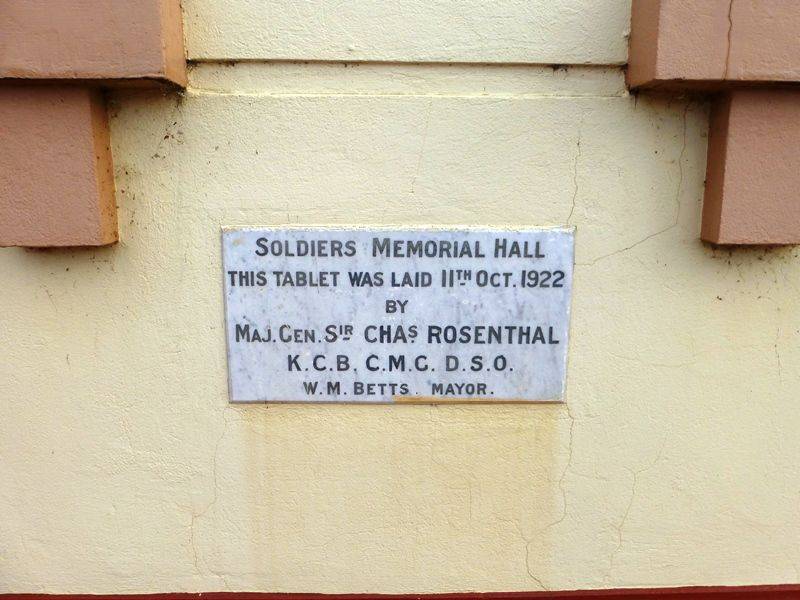 SOLDIERS MEMORIAL HALL
THIS TABLET WAS LAID 11TH OCT. 1922
BY
MAJ. GEN. SIR CHAS ROSENTHAL
K.C.B. C.M.G. D.S.O.
W.M. BETTS. MAYOR.